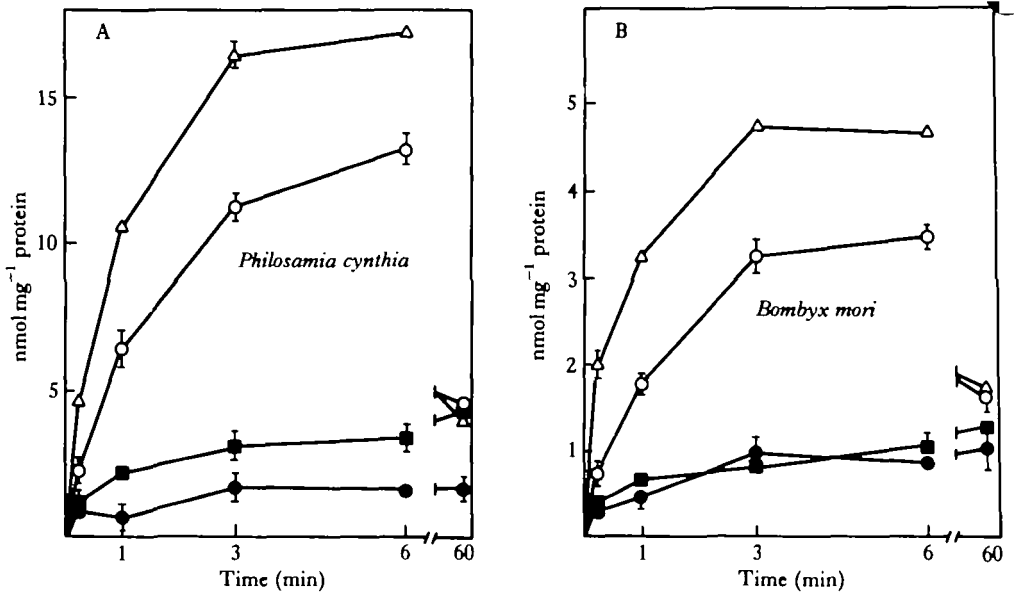 A
15
10
5
nmol mg⁻¹ protein
Philosamia cynthia
1 3 6 60
Time (min)
B
5
4
3
2
1
nmol mg⁻¹ protein
Bombyx mori
1 3 6 60
Time (min)